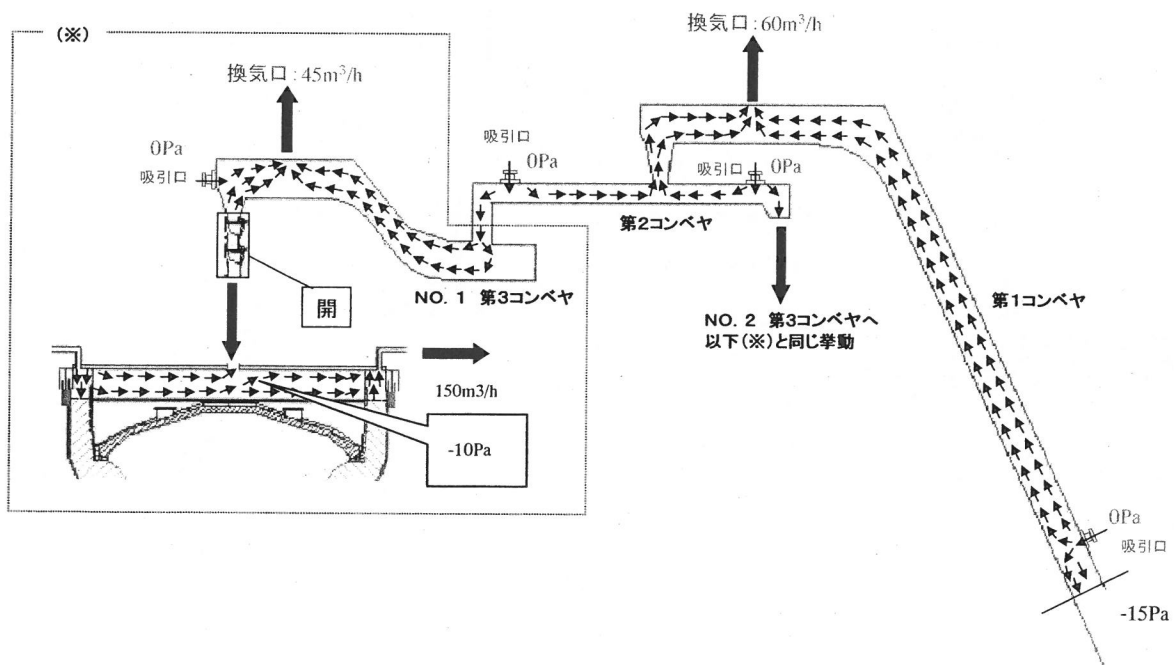 (※)
換気口:45m³/h
0Pa
吸引口
開
NO. 1 第3コンベヤ
150m3/h
-10Pa
換気口:60m³/h
吸引口
0Pa
吸引口
0Pa
第2コンベヤ
NO. 2 第3コンベヤへ
以下(※)と同じ挙動
第1コンベヤ
0Pa
吸引口
-15Pa